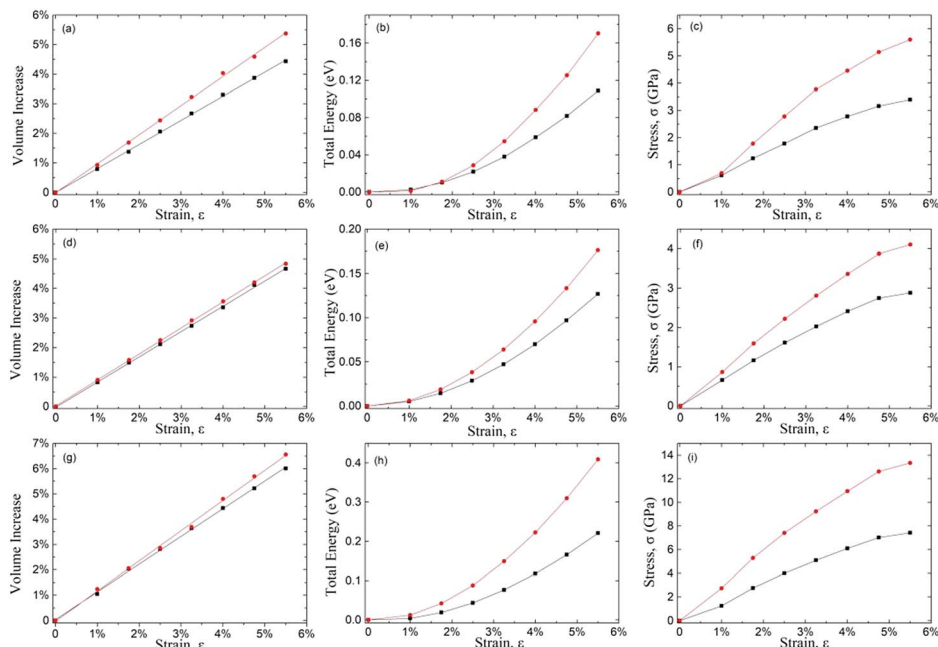 (a)
Volume Increase
6%
5%
4%
3%
2%
1%
0
0 1% 2% 3% 4% 5% 6%
Strain, ε
(b)
Total Energy (eV)
0.16
0.12
0.08
0.04
0.00
0 1% 2% 3% 4% 5% 6%
Strain, ε
(c)
Stress, σ (GPa)
6
5
4
3
2
1
0
0 1% 2% 3% 4% 5% 6%
Strain, ε
(d)
Volume Increase
6%
5%
4%
3%
2%
1%
0
0 1% 2% 3% 4% 5% 6%
Strain, ε
(e)
Total Energy (eV)
0.20
0.15
0.10
0.05
0.00
0 1% 2% 3% 4% 5% 6%
Strain, ε
(f)
Stress, σ (GPa)
4
3
2
1
0
0 1% 2% 3% 4% 5% 6%
Strain, ε
(g)
Volume Increase
7%
6%
5%
4%
3%
2%
1%
0
0 1% 2% 3% 4% 5% 6%
Strain, ε
(h)
Total Energy (eV)
0.4
0.3
0.2
0.1
0.0
0 1% 2% 3% 4% 5% 6%
Strain, ε
(i)
Stress, σ (GPa)
14
12
10
8
6
4
2
0
0 1% 2% 3% 4% 5% 6%
Strain, ε